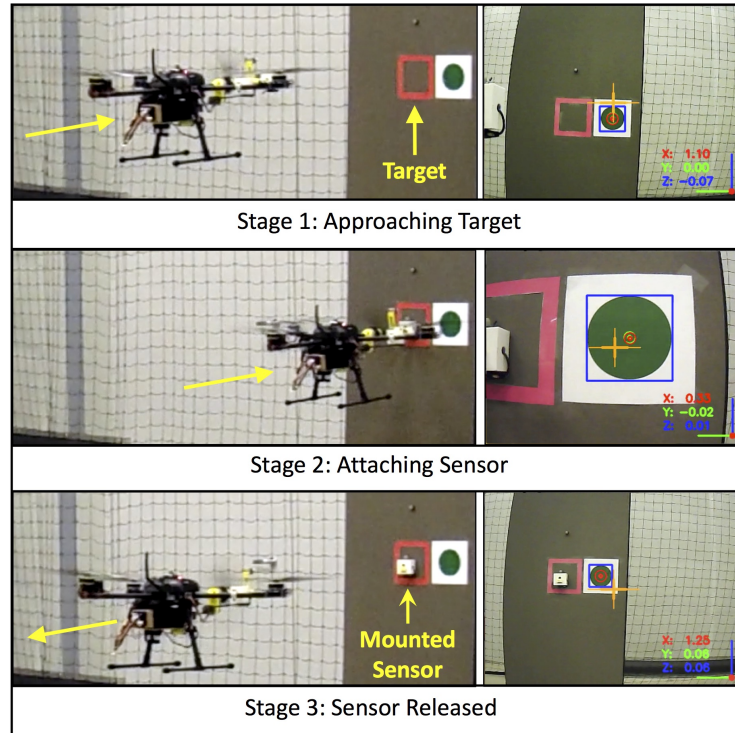 Target
X: 1.10
Y: 0.00
Z: -0.07
Stage 1: Approaching Target
X: 0.33
Y: -0.02
Z: 0.01
Stage 2: Attaching Sensor
Mounted
Sensor
X: 1.25
Y: 0.06
Z: 0.06
Stage 3: Sensor Released